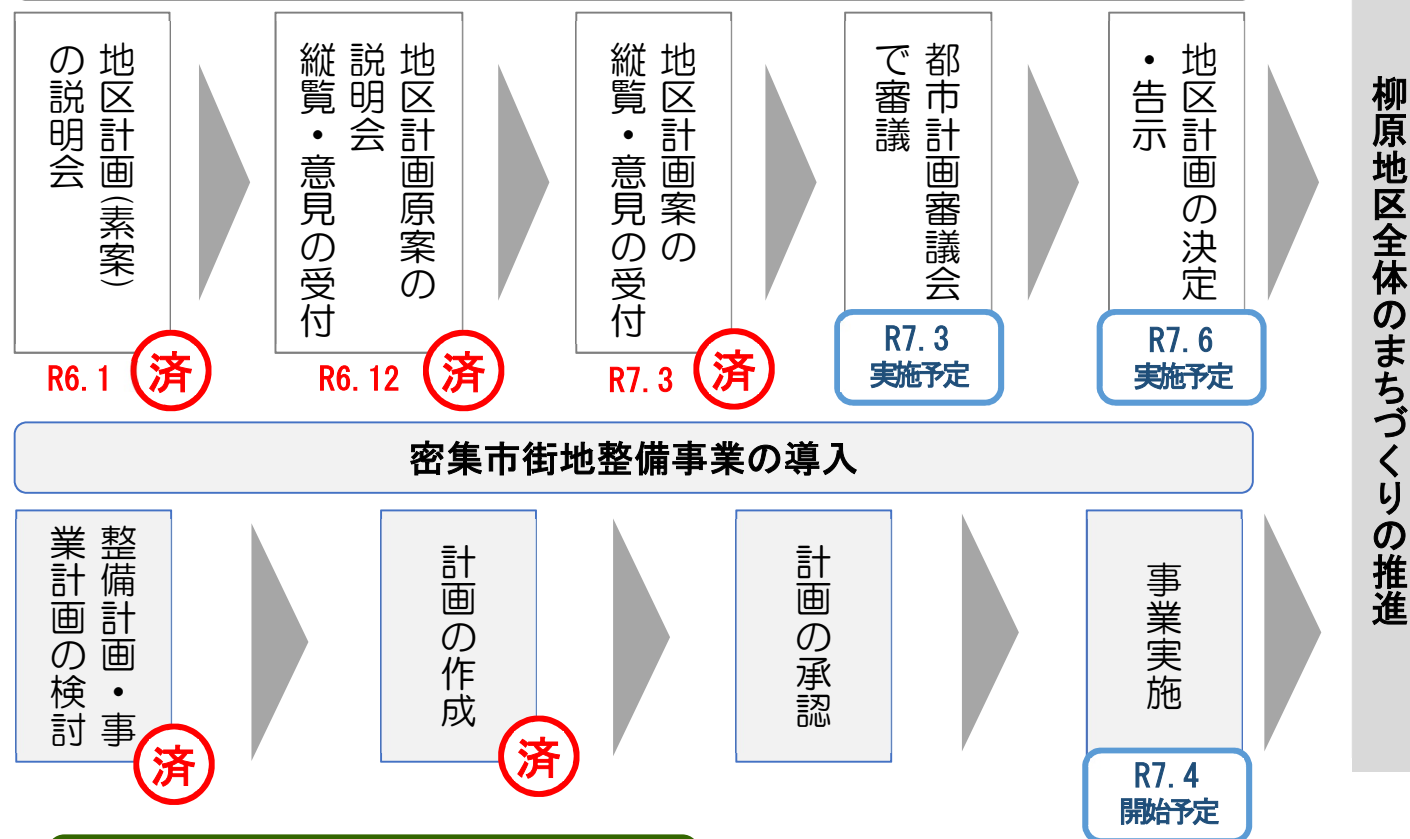 地区計画(素案)
の説明会
R6.1
済
地区計画原案の
説明会
縦覧・意見の受付
R6.12
済
地区計画案の
縦覧・意見の受付
R7.3
済
都市計画審議会
で審議
R7.3
実施予定
地区計画の決定
・告示
R7.6
実施予定
密集市街地整備事業の導入
整備計画・事
業計画の検討
済
計画の作成
済
計画の承認
事業実施
R7.4
開始予定
柳原地区全体のまちづくりの推進